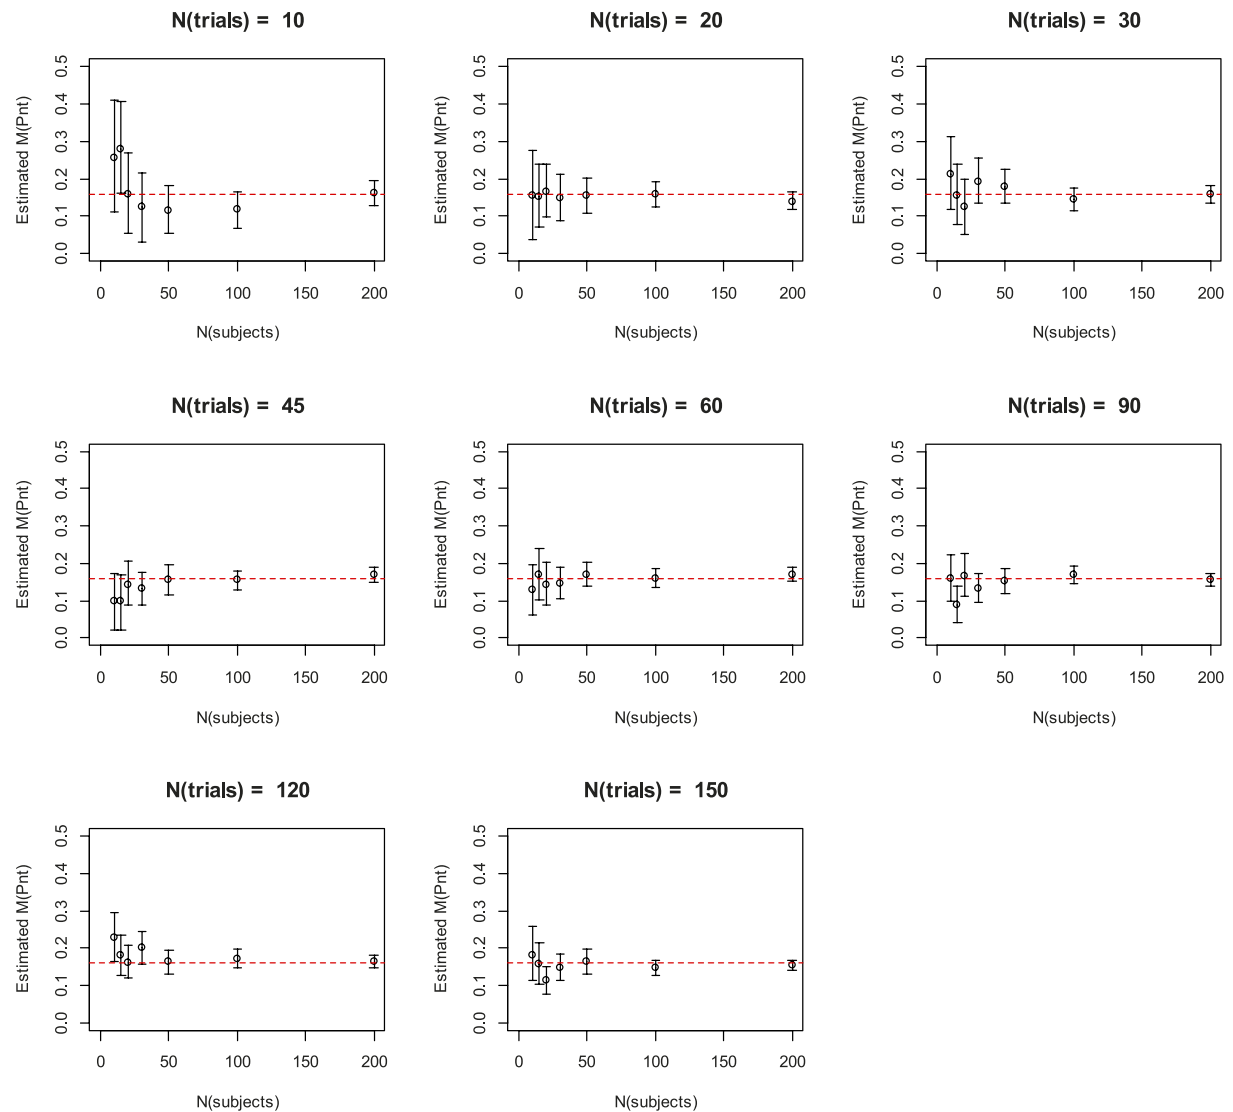 N(trials) = 10
Estimated M(Pnt)
0.5
0.4
0.3
0.2
0.1
0.0
0 50 100 150 200
N(subjects)
N(trials) = 20
Estimated M(Pnt)
0.5
0.4
0.3
0.2
0.1
0.0
0 50 100 150 200
N(subjects)
N(trials) = 30
Estimated M(Pnt)
0.5
0.4
0.3
0.2
0.1
0.0
0 50 100 150 200
N(subjects)
N(trials) = 45
Estimated M(Pnt)
0.5
0.4
0.3
0.2
0.1
0.0
0 50 100 150 200
N(subjects)
N(trials) = 60
Estimated M(Pnt)
0.5
0.4
0.3
0.2
0.1
0.0
0 50 100 150 200
N(subjects)
N(trials) = 90
Estimated M(Pnt)
0.5
0.4
0.3
0.2
0.1
0.0
0 50 100 150 200
N(subjects)
N(trials) = 120
Estimated M(Pnt)
0.5
0.4
0.3
0.2
0.1
0.0
0 50 100 150 200
N(subjects)
N(trials) = 150
Estimated M(Pnt)
0.5
0.4
0.3
0.2
0.1
0.0
0 50 100 150 200
N(subjects)